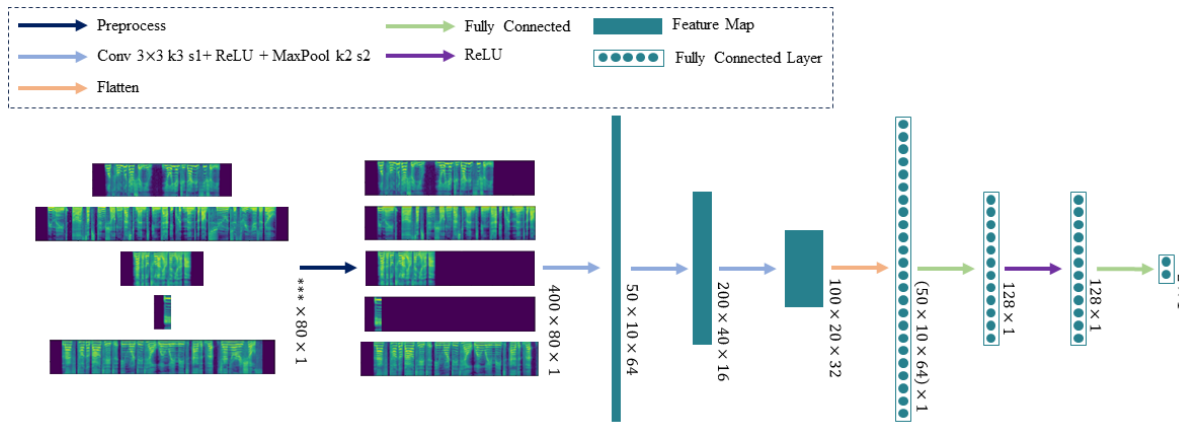 Preprocess
Fully Connected
Feature Map
Conv 3×3 k3 s1+ ReLU + MaxPool k2 s2
ReLU
Fully Connected Layer
Flatten
*** × 80 × 1
400 × 80 × 1
50 × 10 × 64
200 × 40 × 16
100 × 20 × 32
(50 × 10 × 64) × 1
128 × 1
128 × 1